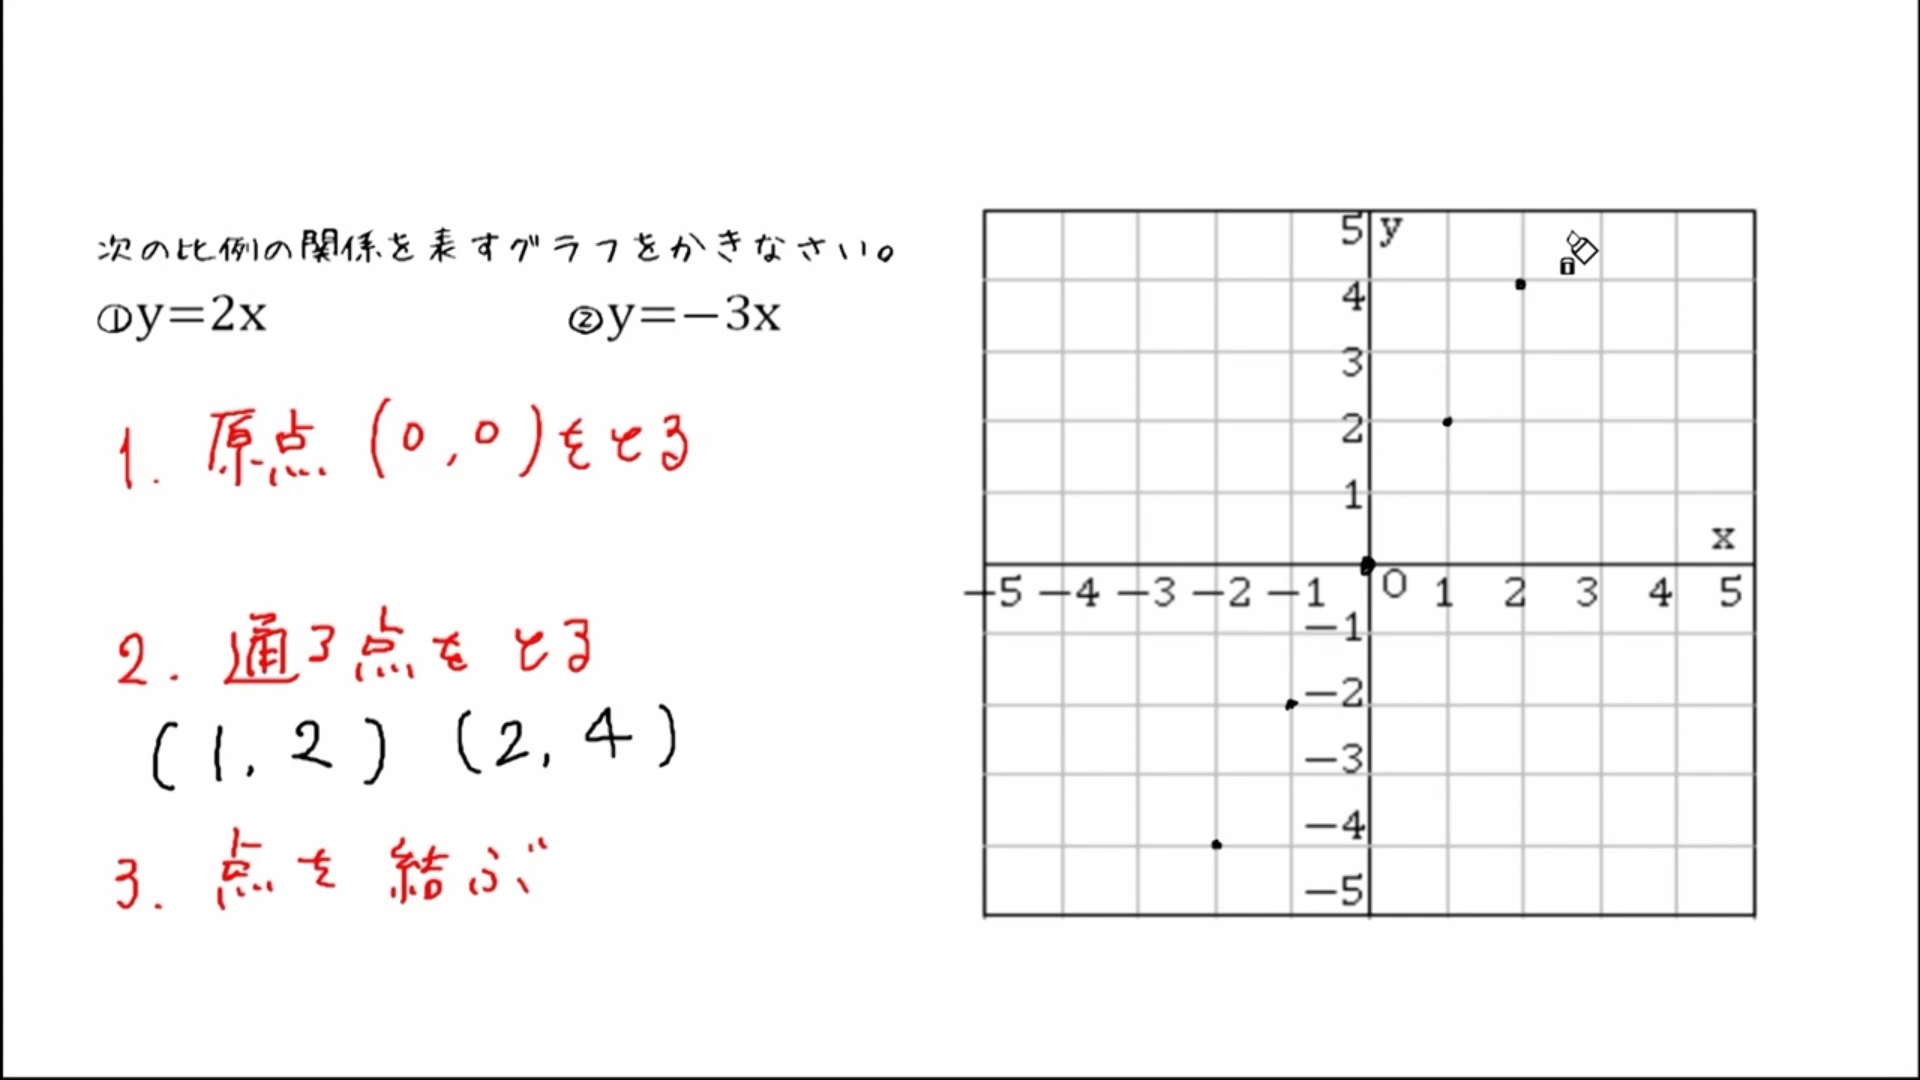 次の比例の関係を表すグラフをかきなさい。
①y=2x ②y=−3x
1. 原点 (0,0)をとる
2. 通る点をとる
(1,2) (2,4)
3. 点を結ぶ
5 y
4
3
2
1
x
−5 −4 −3 −2 −1 O 1 2 3 4 5
−1
−2
−3
−4
−5